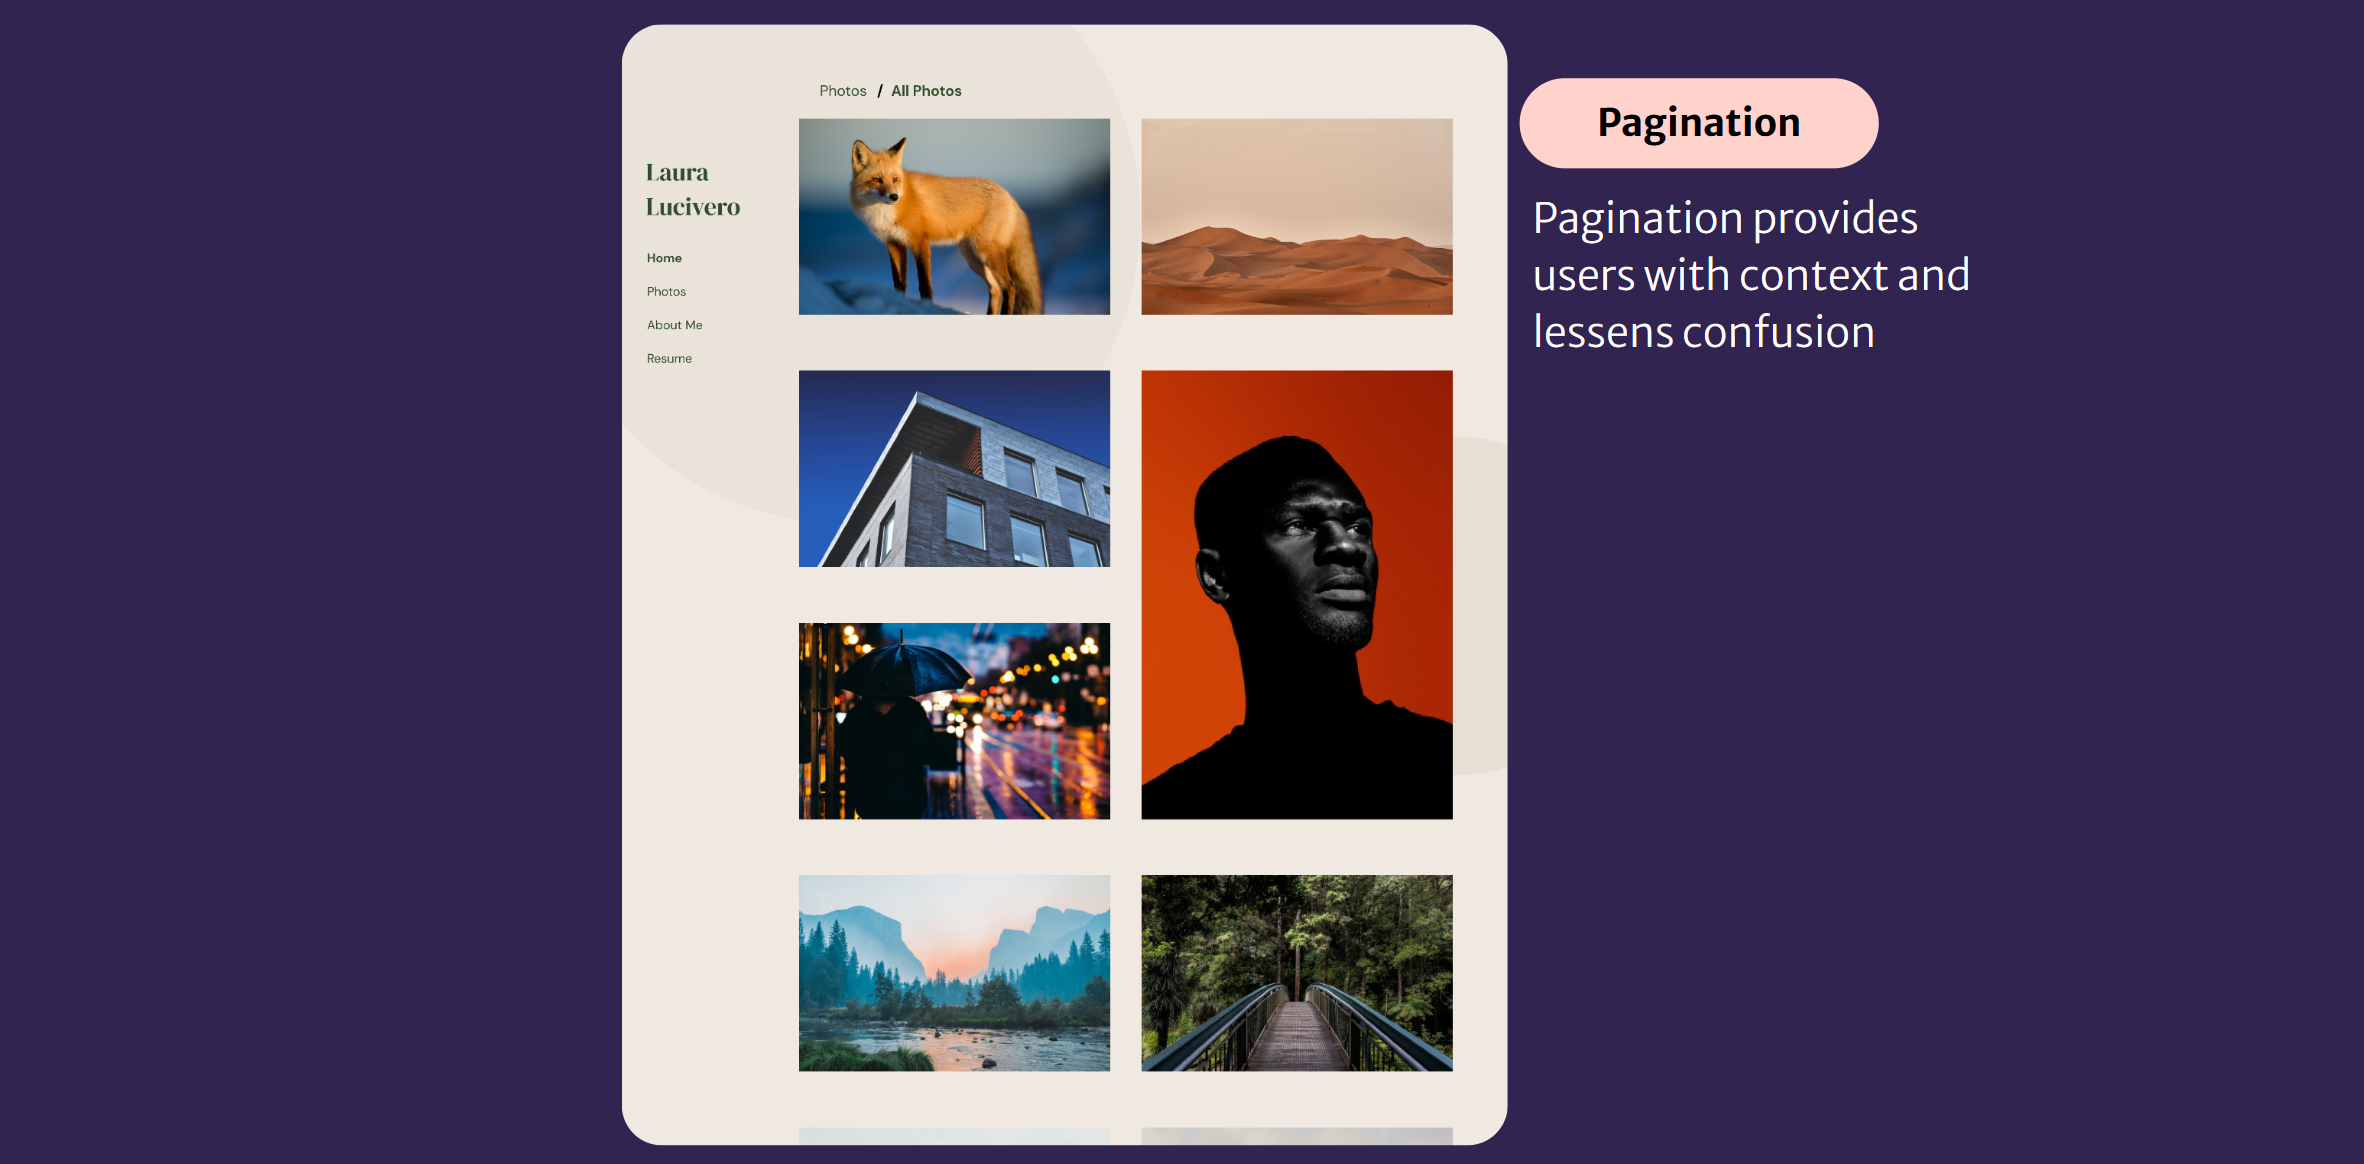 Photos / All Photos
Laura
Lucivero
Home
Photos
About Me
Resume
Pagination
Pagination provides
users with context and
lessens confusion